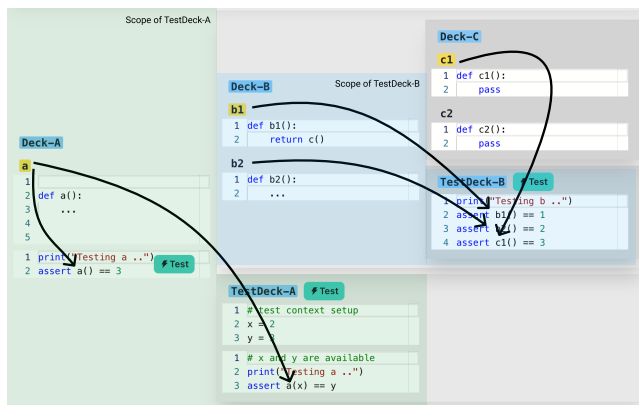 Scope of TestDeck-A
Deck-A
a
1
2 def a():
3     ...
4
5
1 print("Testing a ..")
2 assert a() == 3
Test
Scope of TestDeck-B
Deck-B
b1
1 def b1():
2     return c()
b2
1 def b2():
2     ...
Deck-C
c1
1 def c1():
2     pass
c2
1 def c2():
2     pass
TestDeck-B
Test
1 print("Testing b ..")
2 assert b1() == 1
3 assert b2() == 2
4 assert c1() == 3
TestDeck-A
Test
1 # test context setup
2 x = 2
3 y = 3
1 # x and y are available
2 print("Testing a ..")
3 assert a(x) == y